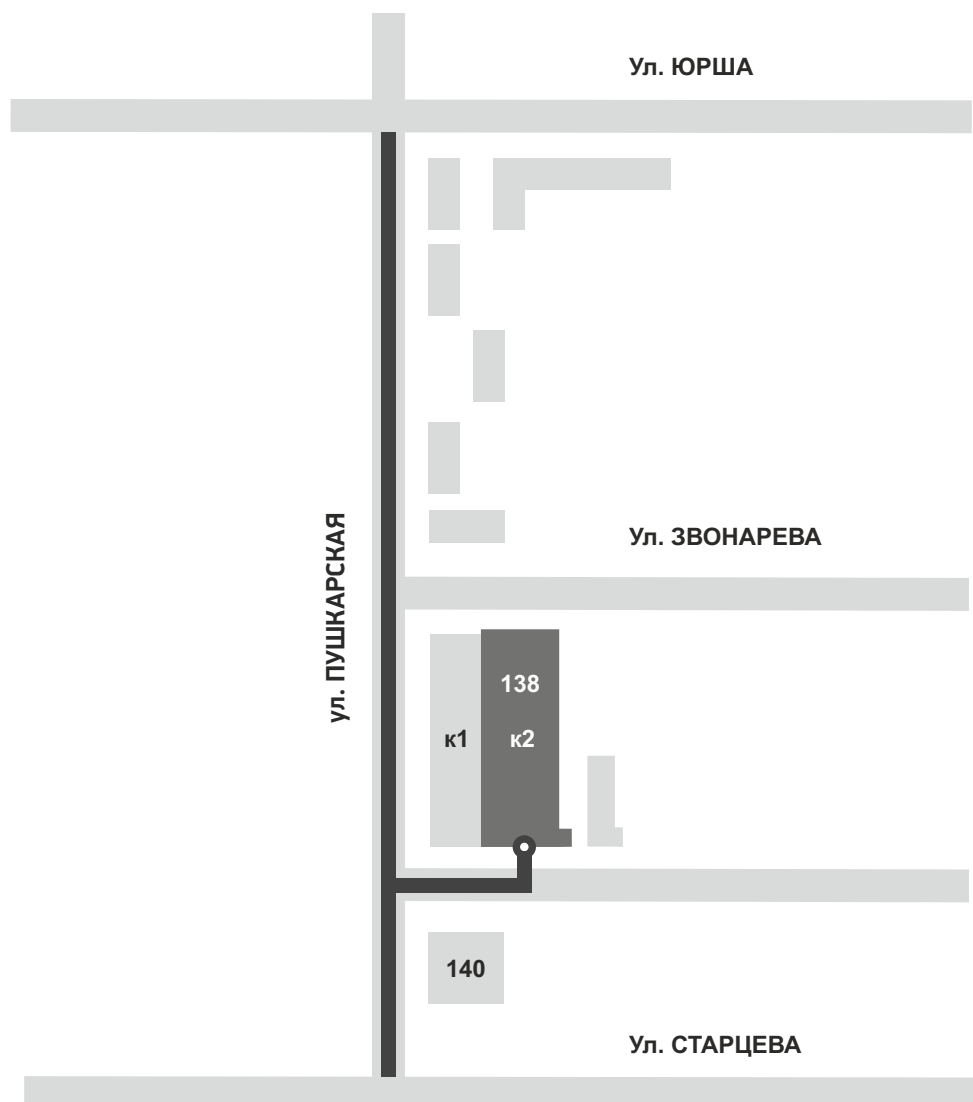 Ул. ЮРША
Ул. ЗВОНАРЕВА
ул. ПУШКАРСКАЯ
138
к1
к2
140
Ул. СТАРЦЕВА